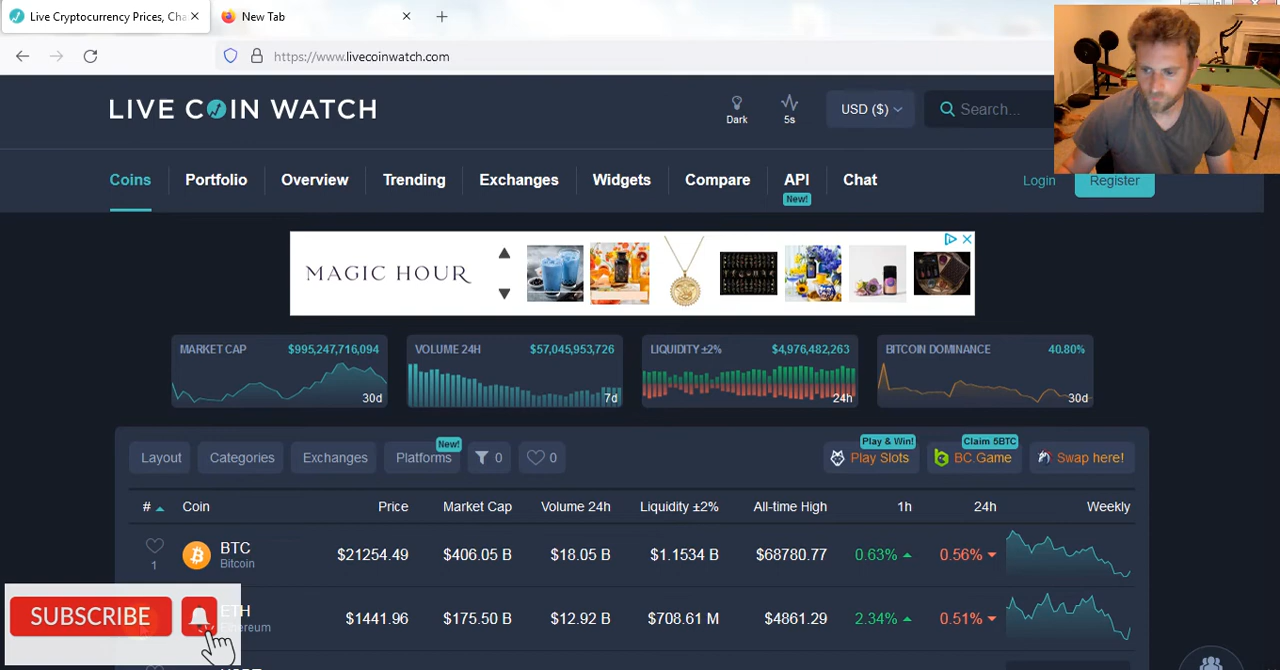 Live Cryptocurrency Prices, Cha
New Tab
https://www.livecoinwatch.com
LIVE COIN WATCH
Dark
5s
USD ($)
Search...
Coins
Portfolio
Overview
Trending
Exchanges
Widgets
Compare
API
New!
Chat
Login
Register
MAGIC HOUR
MARKET CAP $995,247,716,094
30d
VOLUME 24H $57,045,953,726
7d
LIQUIDITY ±2% $4,976,482,263
24h
BITCOIN DOMINANCE 40.80%
30d
Layout
Categories
Exchanges
Platforms
New!
0
0
Play & Win!
Play Slots
Claim 5BTC
BC.Game
Swap here!
# Coin Price Market Cap Volume 24h Liquidity ±2% All-time High 1h 24h Weekly
1 BTC Bitcoin $21254.49 $406.05 B $18.05 B $1.1534 B $68780.77 0.63% 0.56%
ETH Ethereum $1441.96 $175.50 B $12.92 B $708.61 M $4861.29 2.34% 0.51%
SUBSCRIBE